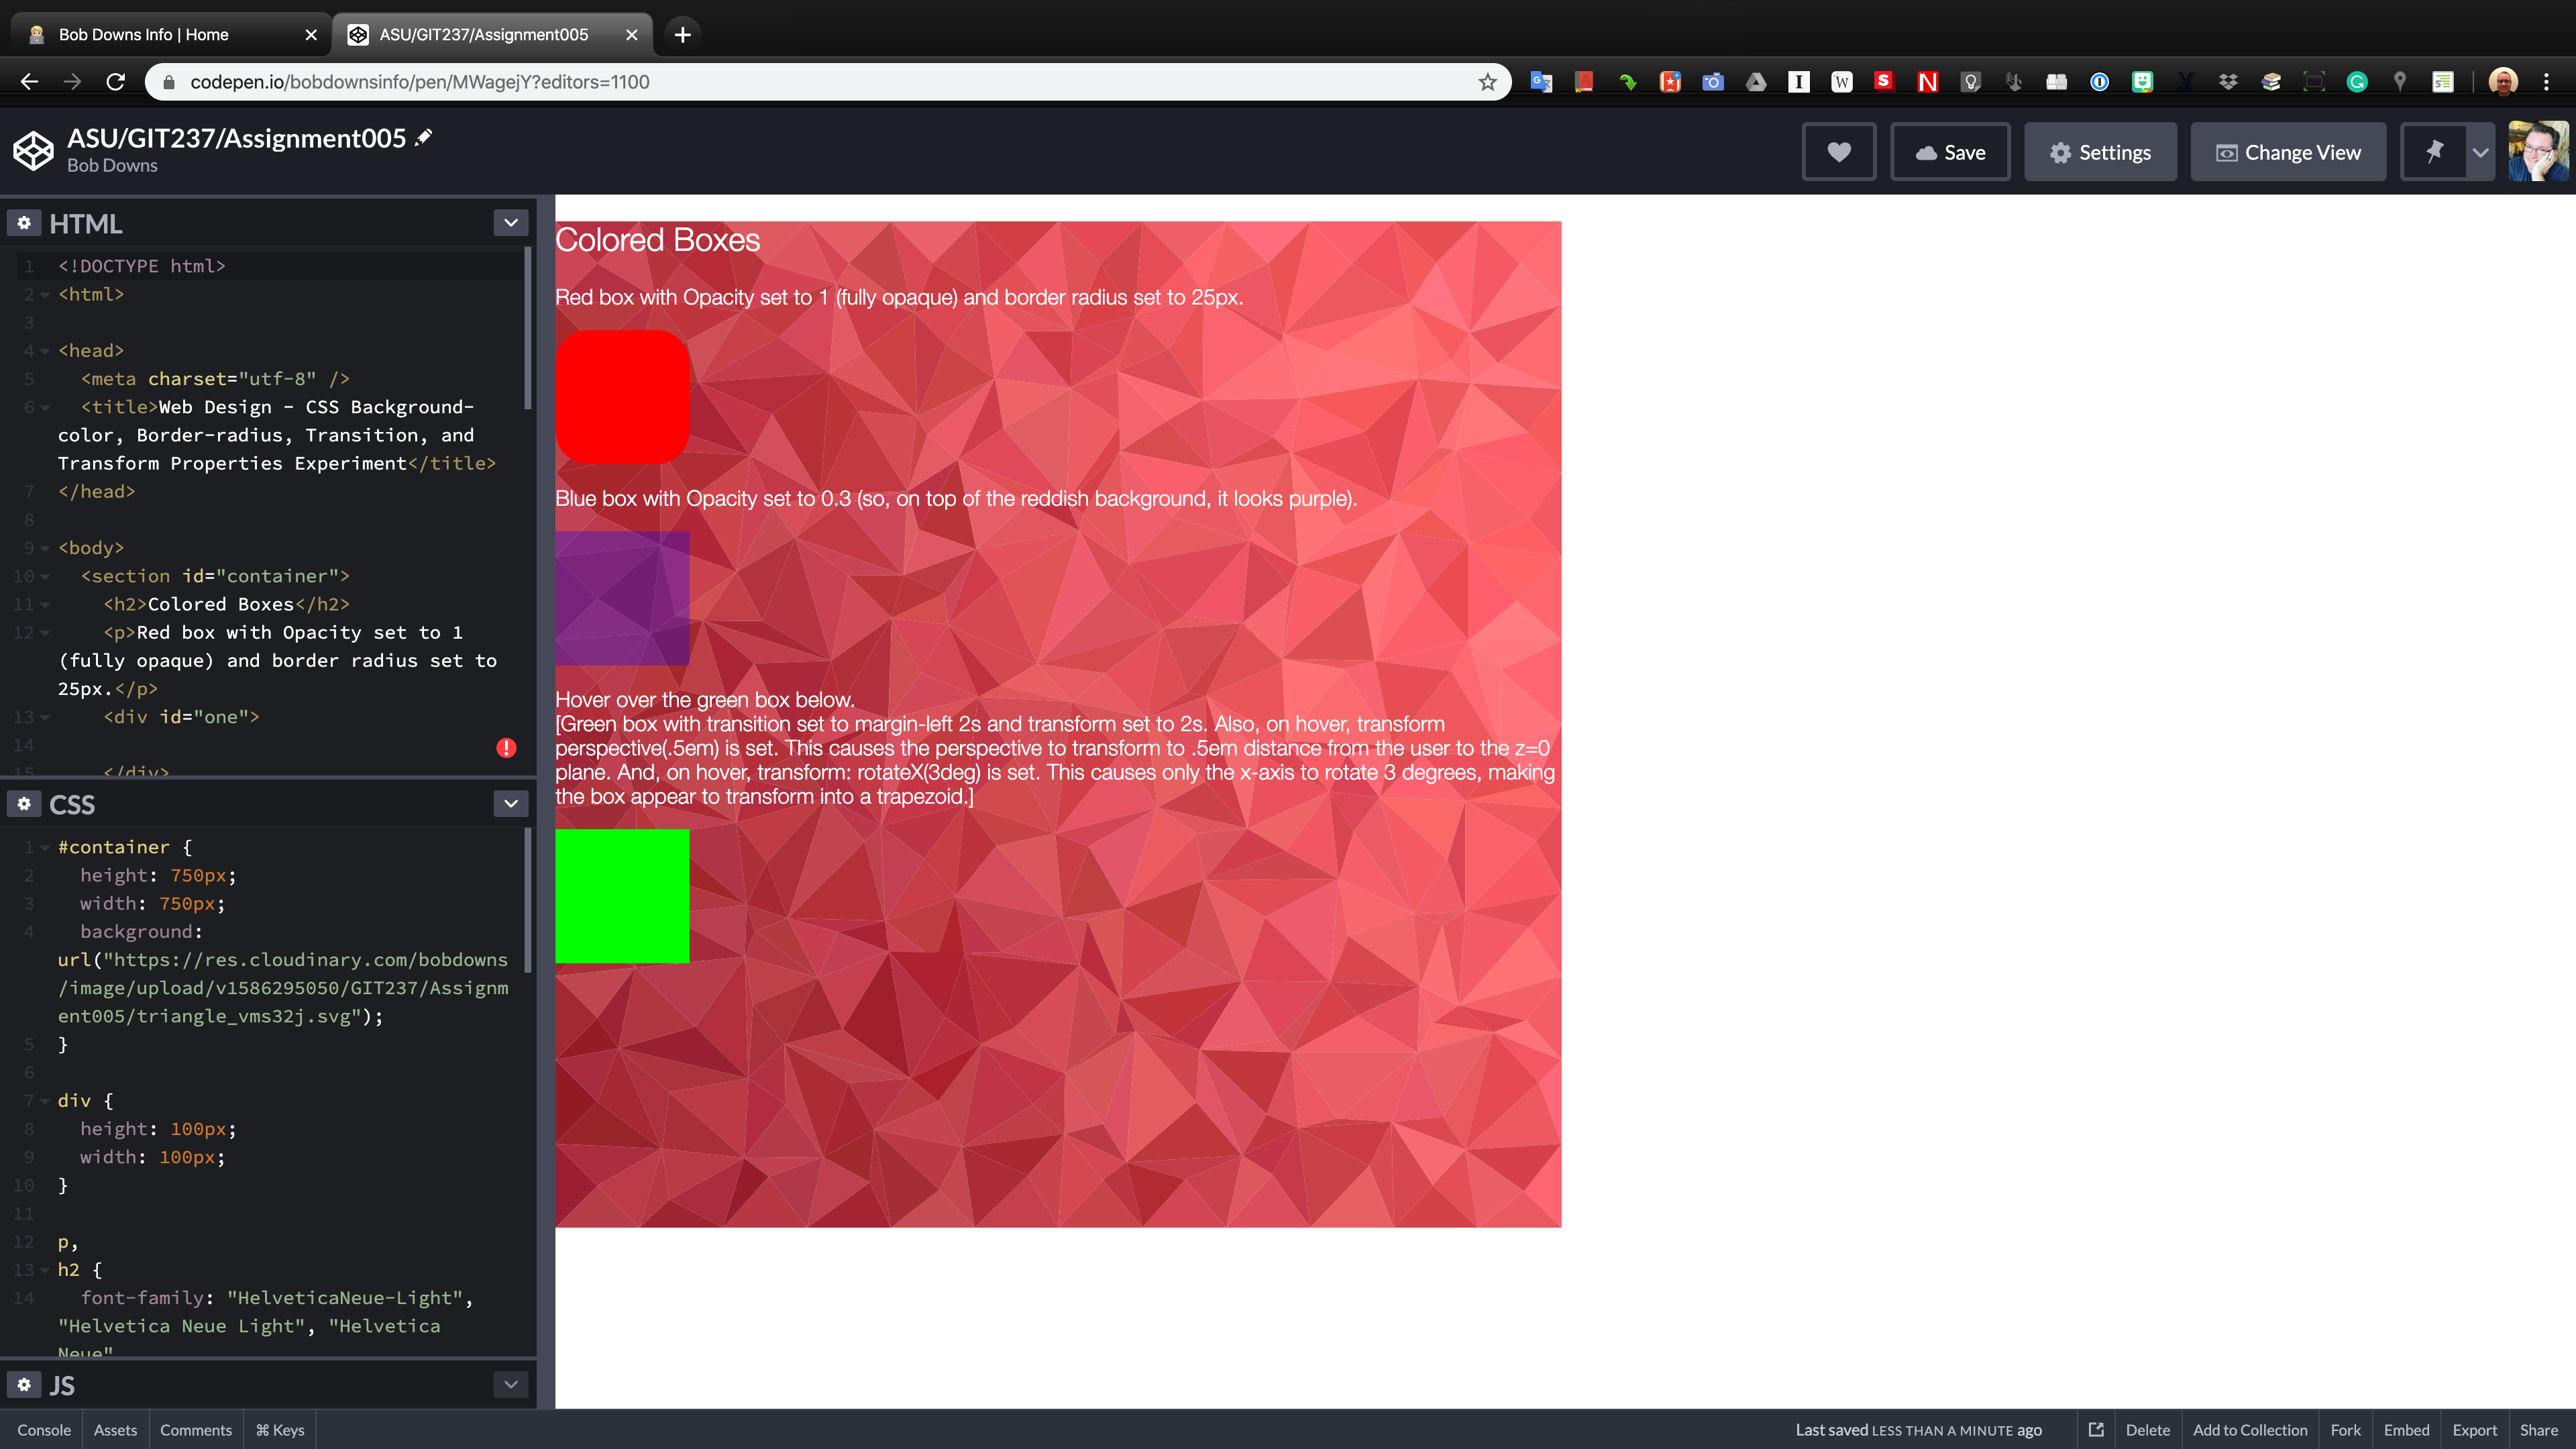 Bob Downs Info | Home
ASU/GIT237/Assignment005
codepen.io/bobdownsinfo/pen/MWagejY?editors=1100
ASU/GIT237/Assignment005
Bob Downs
Save
Settings
Change View
HTML
1 <!DOCTYPE html>
2 <html>
3
4 <head>
5 <meta charset="utf-8" />
6 <title>Web Design - CSS Background-
color, Border-radius, Transition, and
Transform Properties Experiment</title>
7 </head>
8
9 <body>
10 <section id="container">
11 <h2>Colored Boxes</h2>
12 <p>Red box with Opacity set to 1
(fully opaque) and border radius set to
25px.</p>
13 <div id="one">
14
15 </div>
CSS
1 #container {
2 height: 750px;
3 width: 750px;
4 background:
url("https://res.cloudinary.com/bobdowns
/image/upload/v1586295050/GIT237/Assignm
ent005/triangle_vms32j.svg");
5 }
6
7 div {
8 height: 100px;
9 width: 100px;
10 }
11
12 p,
13 h2 {
14 font-family: "HelveticaNeue-Light",
"Helvetica Neue Light", "Helvetica
Neue"
JS
Colored Boxes
Red box with Opacity set to 1 (fully opaque) and border radius set to 25px.
Blue box with Opacity set to 0.3 (so, on top of the reddish background, it looks purple).
Hover over the green box below.
[Green box with transition set to margin-left 2s and transform set to 2s. Also, on hover, transform
perspective(.5em) is set. This causes the perspective to transform to .5em distance from the user to the z=0
plane. And, on hover, transform: rotateX(3deg) is set. This causes only the x-axis to rotate 3 degrees, making
the box appear to transform into a trapezoid.]
Console
Assets
Comments
⌘ Keys
Last saved LESS THAN A MINUTE ago
Delete
Add to Collection
Fork
Embed
Export
Share